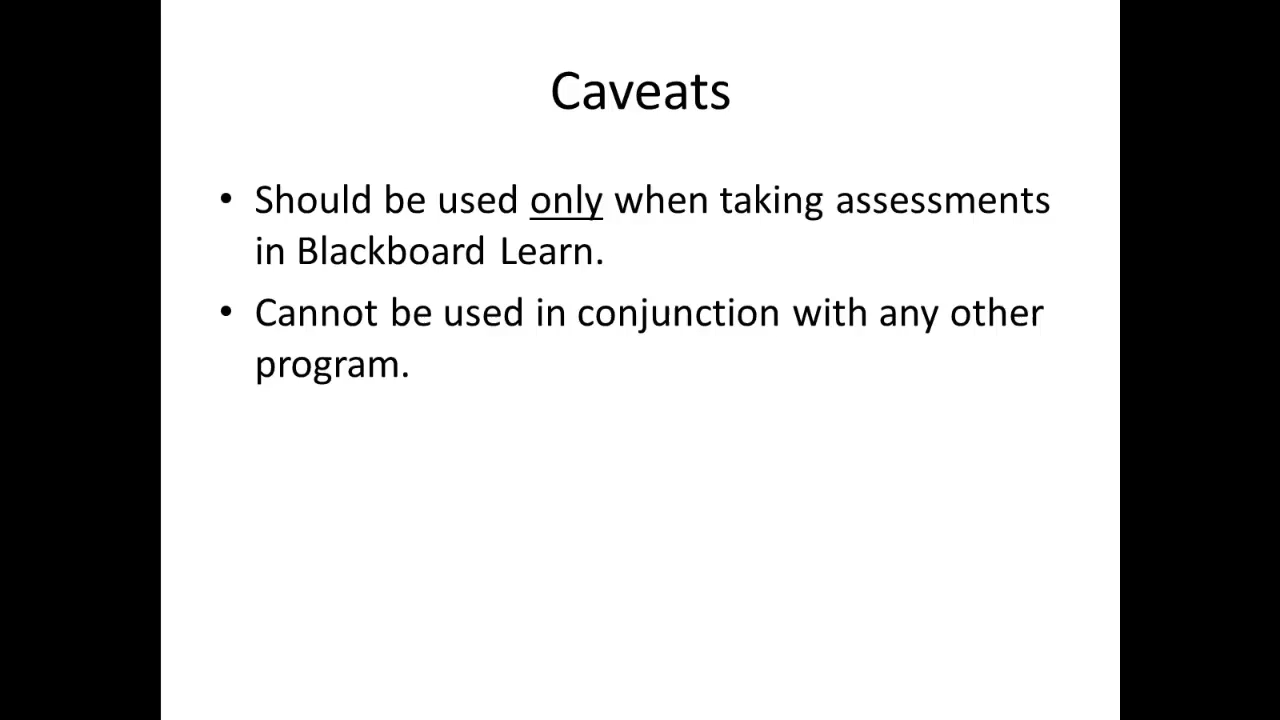 Caveats
• Should be used only when taking assessments
in Blackboard Learn.
• Cannot be used in conjunction with any other
program.